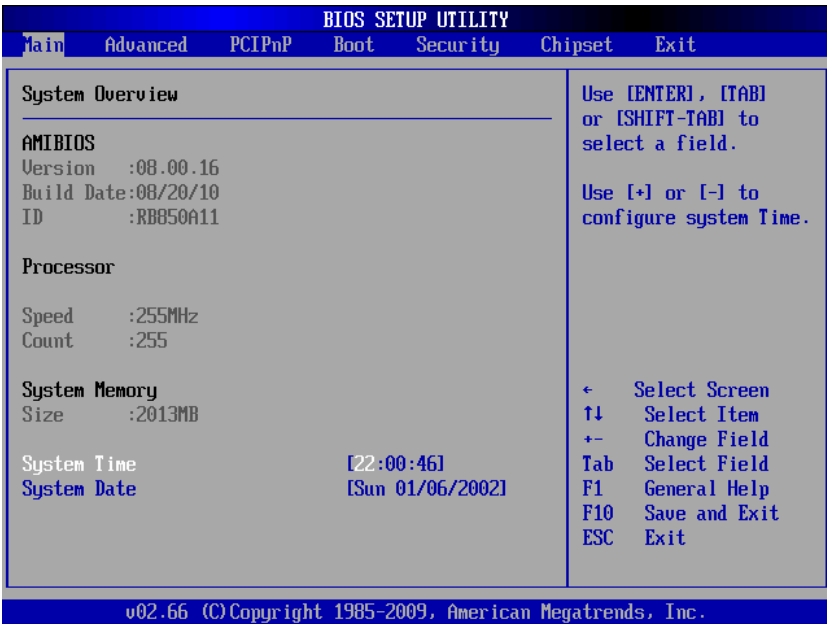 BIOS SETUP UTILITY
Main Advanced PCIPnP Boot Security Chipset Exit
System Overview
AMIBIOS
Version :08.00.16
Build Date:08/20/10
ID :RB850A11
Processor
Speed :255MHz
Count :255
System Memory
Size :2013MB
System Time [22:00:46]
System Date [Sun 01/06/2002]
Use [ENTER], [TAB]
or [SHIFT-TAB] to
select a field.
Use [+] or [-] to
configure system Time.
← Select Screen
↑↓ Select Item
+- Change Field
Tab Select Field
F1 General Help
F10 Save and Exit
ESC Exit
v02.66 (C)Copyright 1985-2009, American Megatrends, Inc.